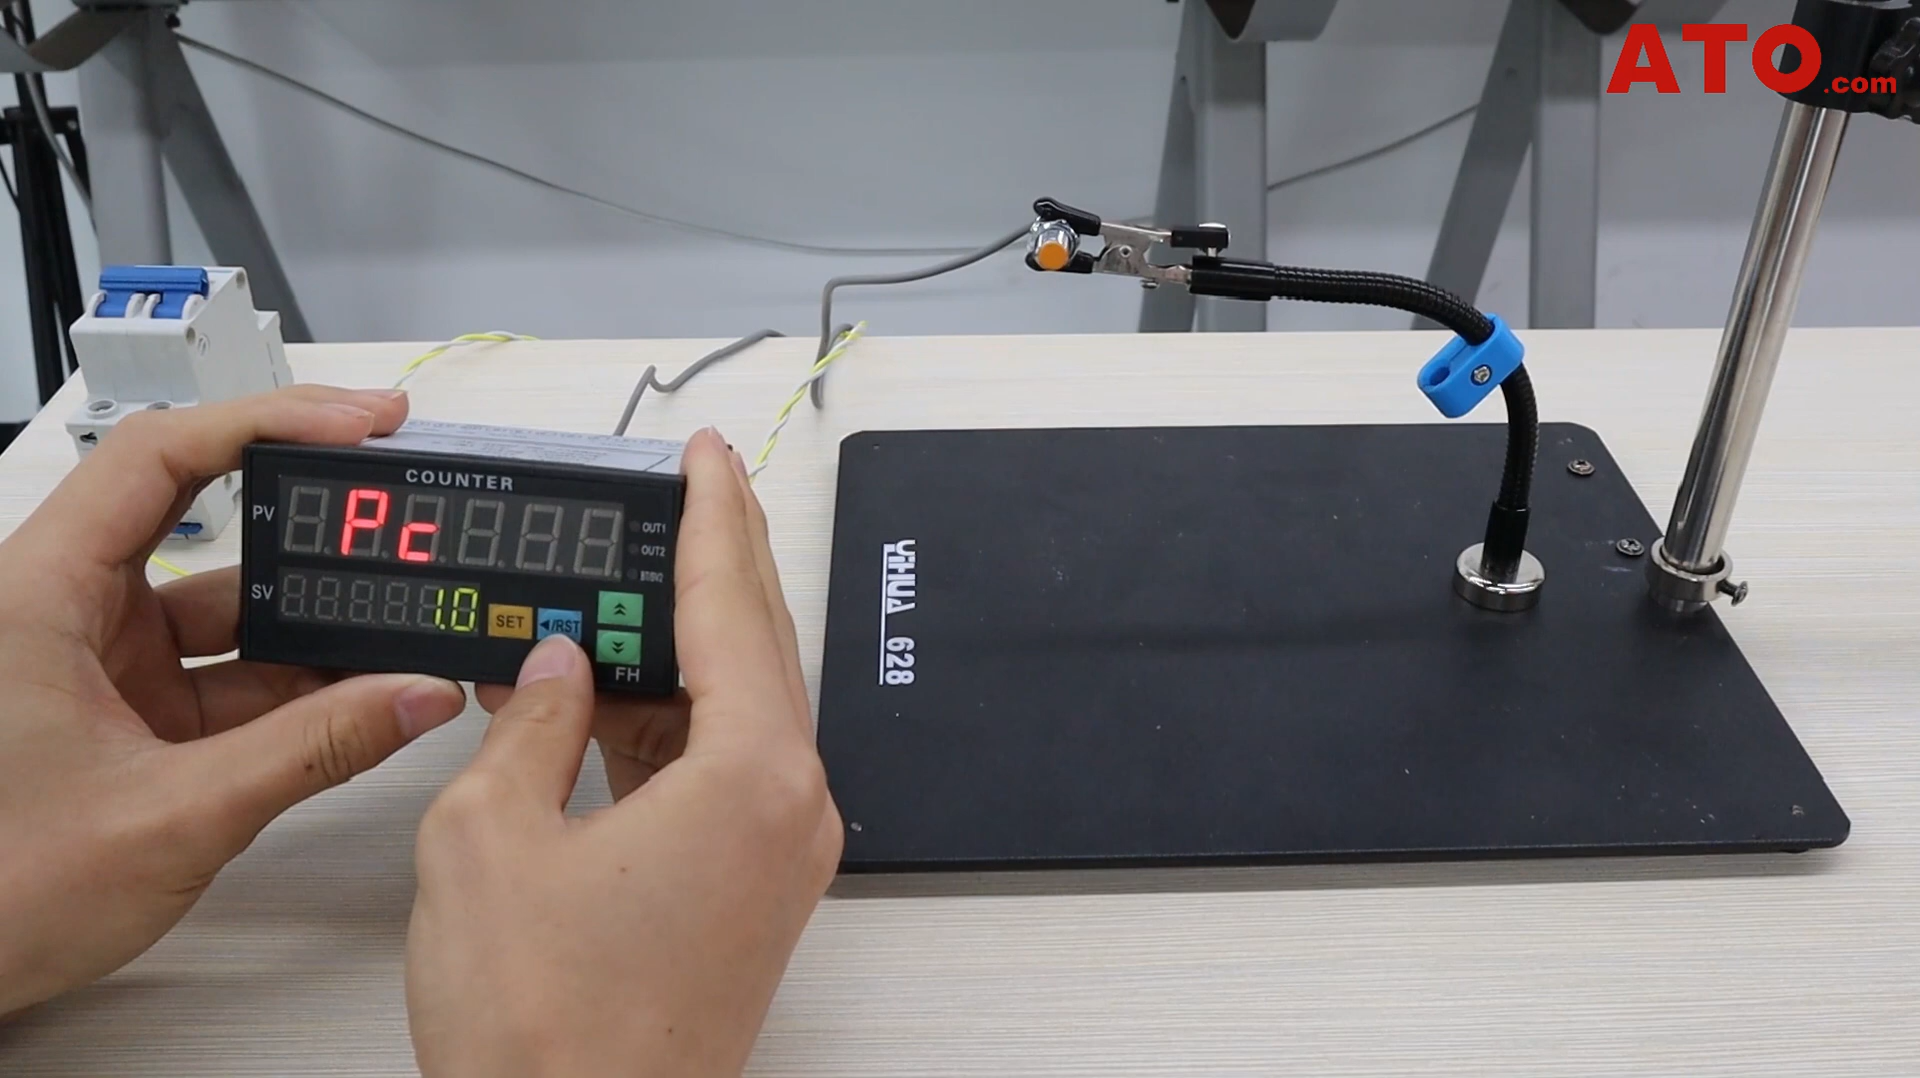 ATO.com
COUNTER
PV
Pc
OUT1
OUT2
SV
1.0
SET
◄/RST
FH
YIHUA 628